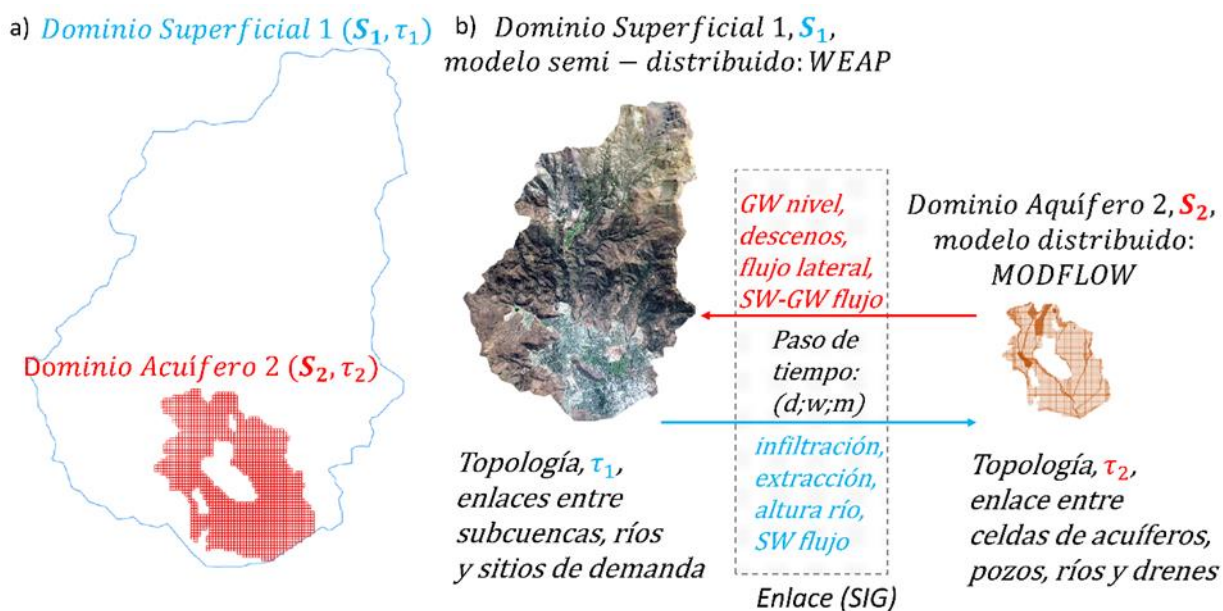 a) Dominio Superficial 1 (S₁, τ₁)
Dominio Acuífero 2 (S₂, τ₂)
b) Dominio Superficial 1, S₁,
modelo semi − distribuido: WEAP
GW nivel,
descenos,
flujo lateral,
SW-GW flujo
Paso de
tiempo:
(d;w;m)
infiltración,
extracción,
altura río,
SW flujo
Enlace (SIG)
Topología, τ₁,
enlaces entre
subcuencas, ríos
y sitios de demanda
Dominio Aquífero 2, S₂,
modelo distribuido:
MODFLOW
Topología, τ₂,
enlace entre
celdas de acuíferos,
pozos, ríos y drenes